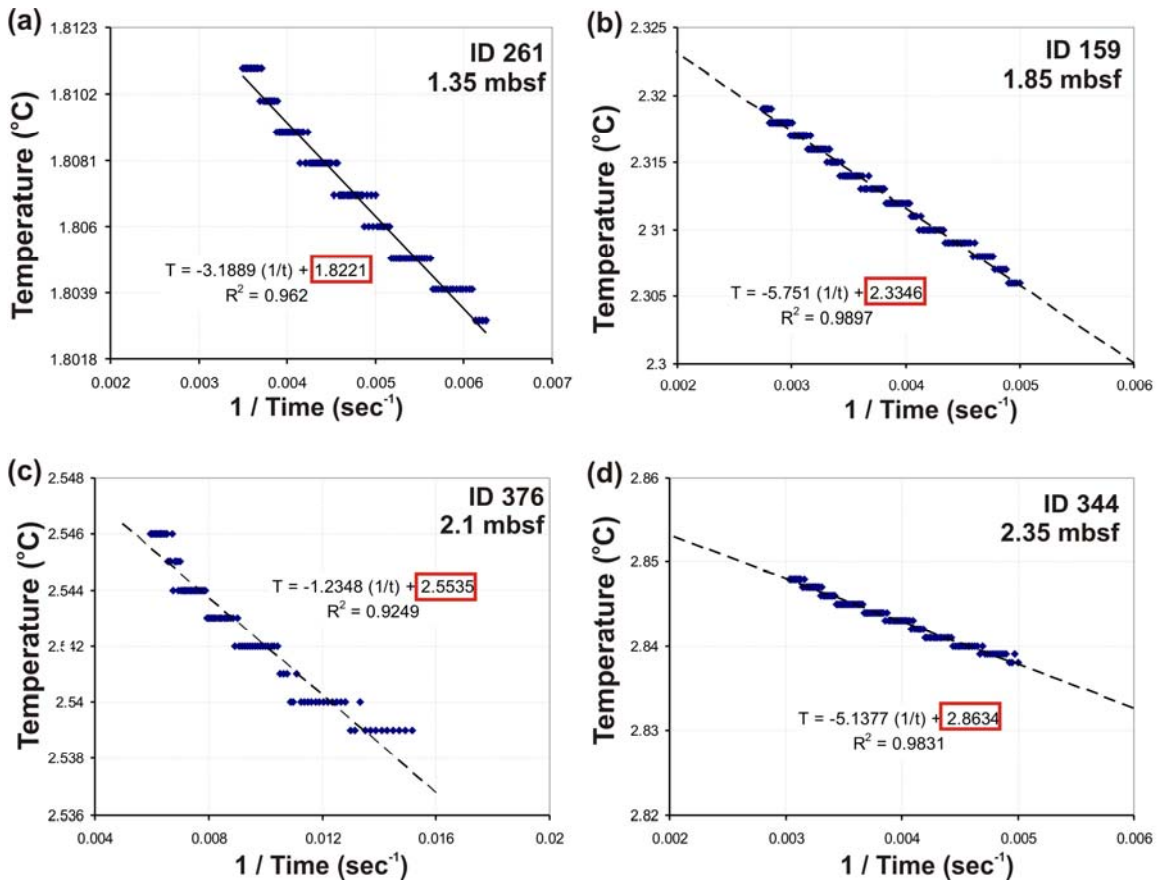 (a)
ID 261
1.35 mbsf
Temperature (°C)
1.8123
1.8102
1.8081
1.806
1.8039
1.8018
T = -3.1889 (1/t) + 1.8221
R² = 0.962
0.002 0.003 0.004 0.005 0.006 0.007
1 / Time (sec⁻¹)
(b)
ID 159
1.85 mbsf
Temperature (°C)
2.325
2.32
2.315
2.31
2.305
2.3
T = -5.751 (1/t) + 2.3346
R² = 0.9897
0.002 0.003 0.004 0.005 0.006
1 / Time (sec⁻¹)
(c)
ID 376
2.1 mbsf
Temperature (°C)
2.548
2.546
2.544
2.542
2.54
2.538
2.536
T = -1.2348 (1/t) + 2.5535
R² = 0.9249
0.004 0.008 0.012 0.016 0.02
1 / Time (sec⁻¹)
(d)
ID 344
2.35 mbsf
Temperature (°C)
2.86
2.85
2.84
2.83
2.82
T = -5.1377 (1/t) + 2.8634
R² = 0.9831
0.002 0.003 0.004 0.005 0.006
1 / Time (sec⁻¹)